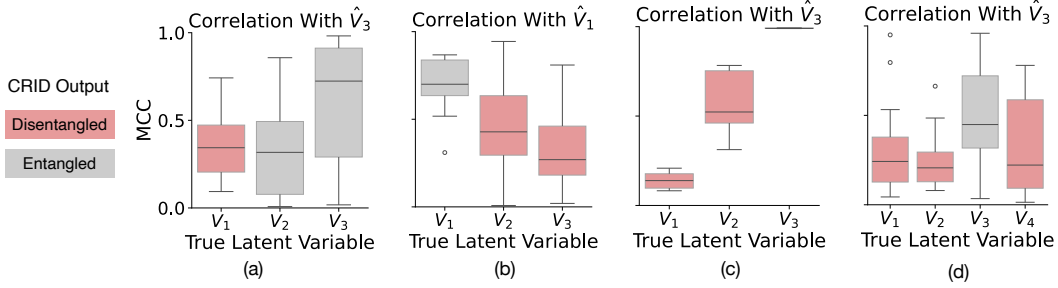 CRID Output
Disentangled
Entangled
Correlation With V̂₃
MCC
1.0
0.5
0.0
V₁ V₂ V₃
True Latent Variable
(a)
Correlation With V̂₁
V₁ V₂ V₃
True Latent Variable
(b)
Correlation With V̂₃
V₁ V₂ V₃
True Latent Variable
(c)
Correlation With V̂₃
V₁ V₂ V₃ V₄
True Latent Variable
(d)